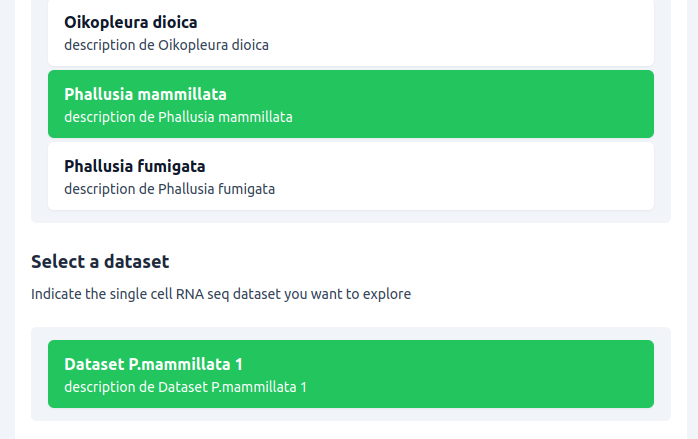 Oikopleura dioica
description de Oikopleura dioica
Phallusia mammillata
description de Phallusia mammillata
Phallusia fumigata
description de Phallusia fumigata
Select a dataset
Indicate the single cell RNA seq dataset you want to explore
Dataset P.mammillata 1
description de Dataset P.mammillata 1